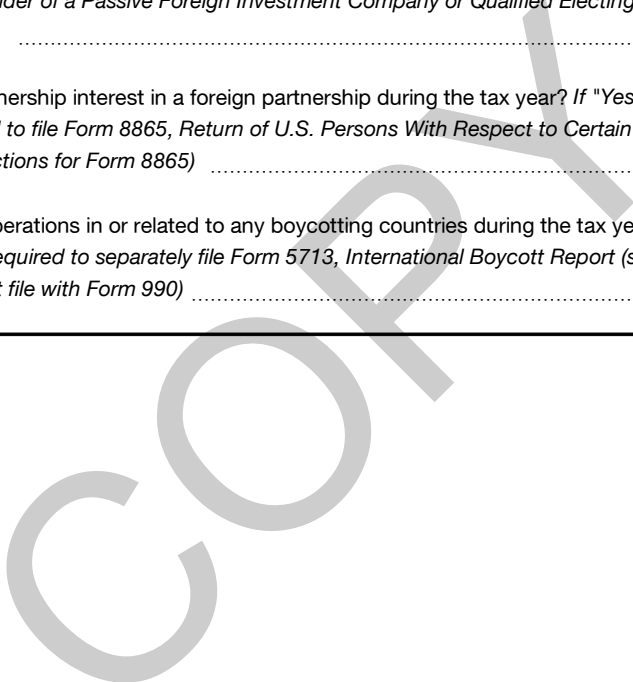 der of a Passive Foreign Investment Company or Qualified Electing
nership interest in a foreign partnership during the tax year? If "Yes
to file Form 8865, Return of U.S. Persons With Respect to Certain
ctions for Form 8865)
perations in or related to any boycotting countries during the tax ye
equired to separately file Form 5713, International Boycott Report (s
t file with Form 990)
COPY